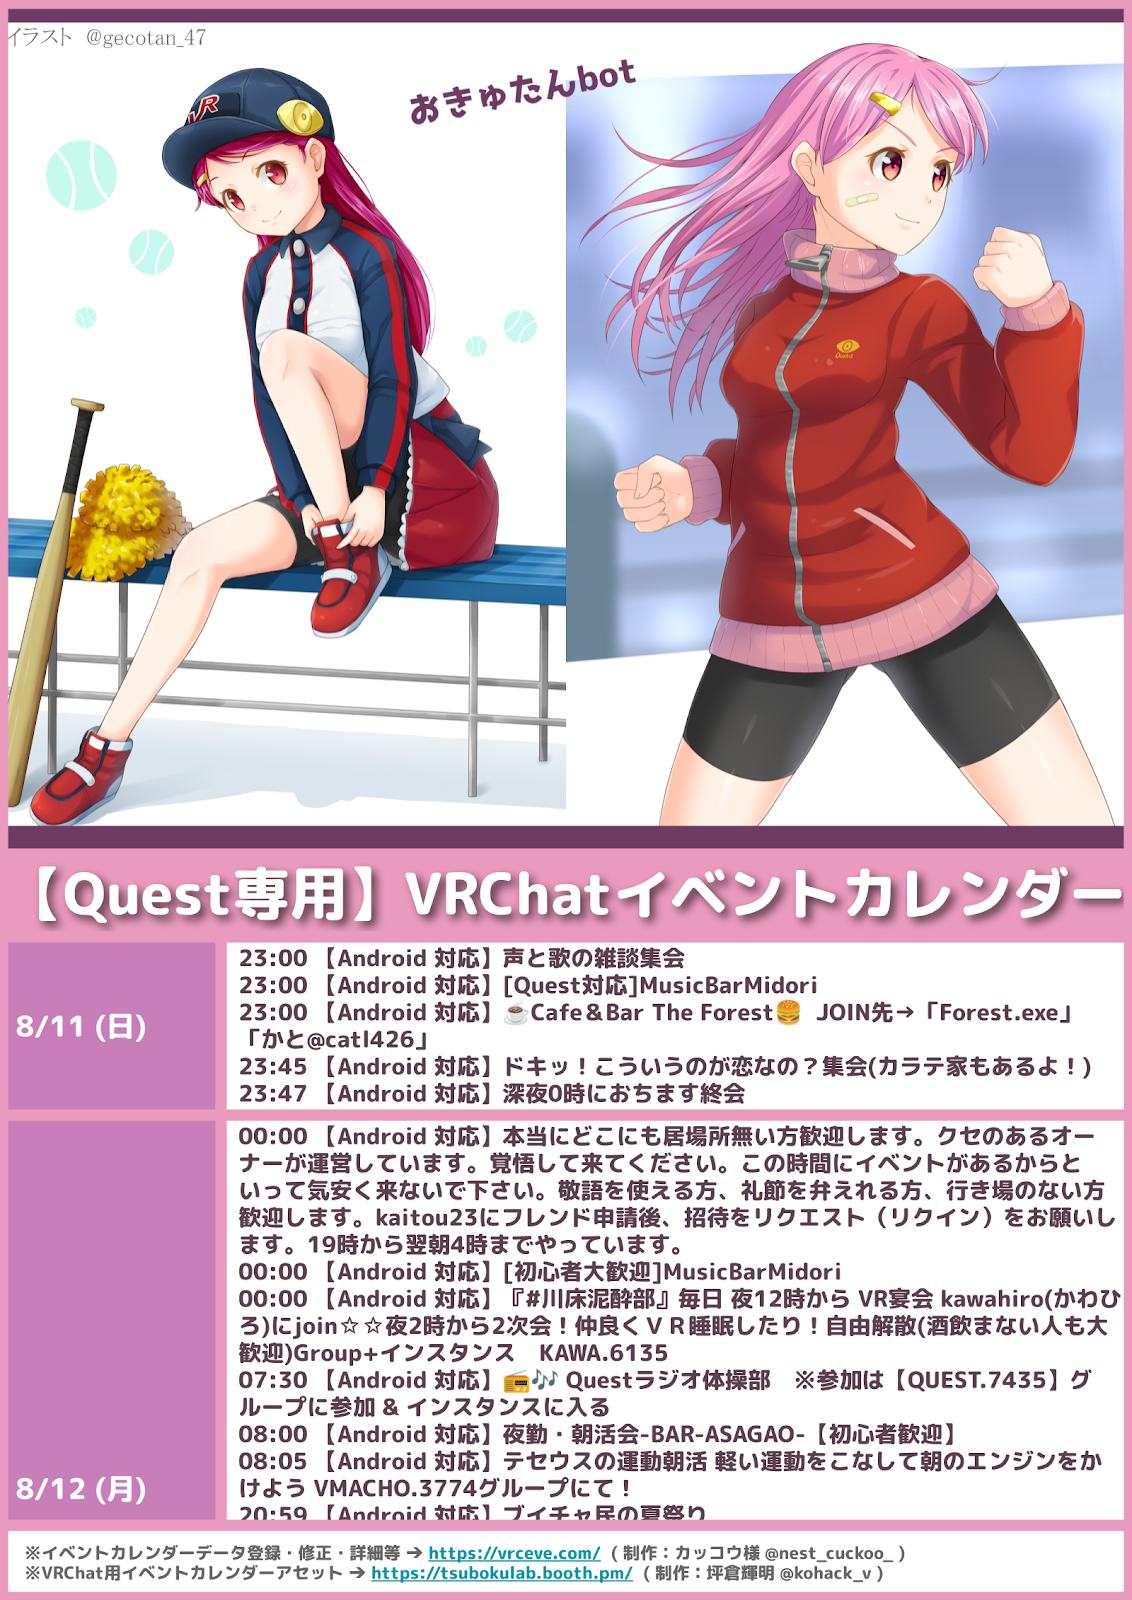 イラスト @gecotan_47
おきゅたんbot
VR
Quest
【Quest専用】VRChatイベントカレンダー
8/11 (日)
23:00 【Android 対応】声と歌の雑談集会
23:00 【Android 対応】[Quest対応]MusicBarMidori
23:00 【Android 対応】☕Cafe＆Bar The Forest🍔 JOIN先→「Forest.exe」
「かと@catl426」
23:45 【Android 対応】ドキッ！こういうのが恋なの？集会(カラテ家もあるよ！)
23:47 【Android 対応】深夜0時におちます終会
8/12 (月)
00:00 【Android 対応】本当にどこにも居場所無い方歓迎します。クセのあるオー
ナーが運営しています。覚悟して来てください。この時間にイベントがあるからと
いって気安く来ないで下さい。敬語を使える方、礼節を弁えれる方、行き場のない方
歓迎します。kaitou23にフレンド申請後、招待をリクエスト（リクイン）をお願いし
ます。19時から翌朝4時までやっています。
00:00 【Android 対応】[初心者大歓迎]MusicBarMidori
00:00 【Android 対応】『#川床泥酔部』毎日 夜12時から VR宴会 kawahiro(かわひ
ろ)にjoin☆☆夜2時から2次会！仲良くＶＲ睡眠したり！自由解散(酒飲まない人も大
歓迎)Group+インスタンス　KAWA.6135
07:30 【Android 対応】📻🎶 Questラジオ体操部　※参加は【QUEST.7435】グ
ループに参加 & インスタンスに入る
08:00 【Android 対応】夜勤・朝活会-BAR-ASAGAO-【初心者歓迎】
08:05 【Android 対応】テセウスの運動朝活 軽い運動をこなして朝のエンジンをか
けよう VMACHO.3774グループにて！
20:59 【Android 対応】ブイチャ民の夏祭り
※イベントカレンダーデータ登録・修正・詳細等 ➔ https://vrceve.com/ ( 制作：カッコウ様 @nest_cuckoo_ )
※VRChat用イベントカレンダーアセット ➔ https://tsubokulab.booth.pm/ ( 制作：坪倉輝明 @kohack_v )